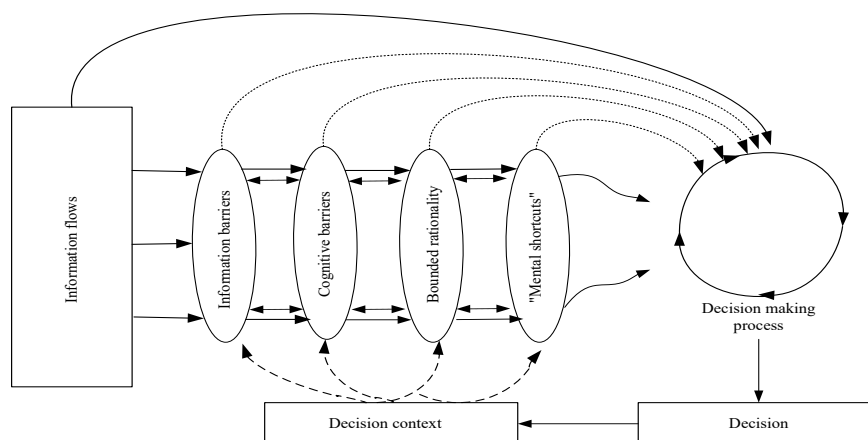 Information flows
Information barriers
Cognitive barriers
Bounded rationality
"Mental shortcuts"
Decision making
process
Decision context
Decision